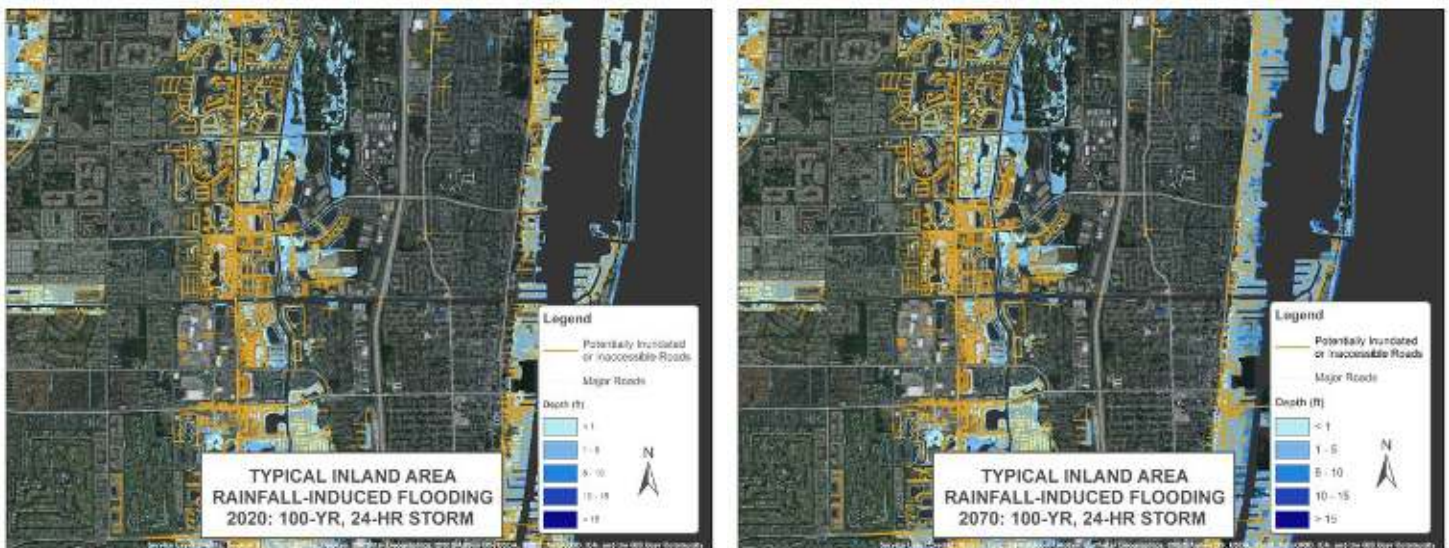 Legend
Potentially Inundated
or Inaccessible Roads
Major Roads
Depth (ft)
< 1
1 - 5
5 - 10
10 - 15
> 15
N
TYPICAL INLAND AREA
RAINFALL-INDUCED FLOODING
2020: 100-YR, 24-HR STORM
Legend
Potentially Inundated
or Inaccessible Roads
Major Roads
Depth (ft)
< 1
1 - 5
5 - 10
10 - 15
> 15
N
TYPICAL INLAND AREA
RAINFALL-INDUCED FLOODING
2070: 100-YR, 24-HR STORM